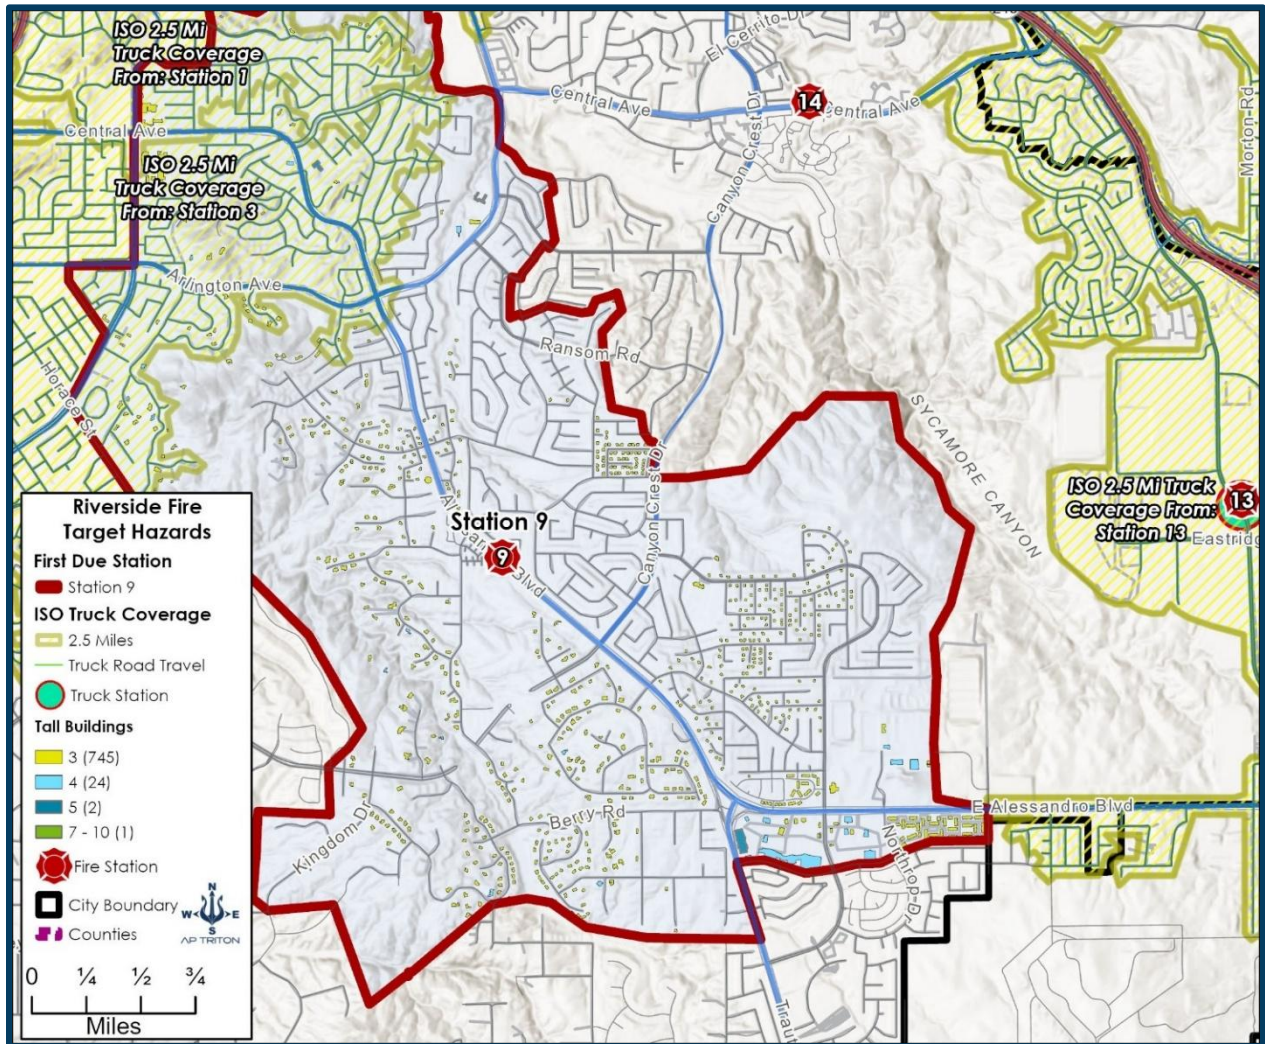 ISO 2.5 Mi
Truck Coverage
From: Station 1
El Cerrito Dr
Central Ave
14
Central Ave
Central Ave
Canyon Crest Dr
Morton Rd
ISO 2.5 Mi
Truck Coverage
From: Station 3
Arlington Ave
Ransom Rd
Horace St
SYCAMORE CANYON
Canyon Crest Dr
ISO 2.5 Mi Truck
Coverage From:
Station 13
13
Station 9
9
Blvd
E Alessandro Blvd
Berry Rd
Kingdom Dr
Northrop Dr
Riverside Fire
Target Hazards
First Due Station
Station 9
ISO Truck Coverage
2.5 Miles
Truck Road Travel
Truck Station
Tall Buildings
3 (745)
4 (24)
5 (2)
7 - 10 (1)
Fire Station
City Boundary
Counties
N
W E
S
AP TRITON
0 ¼ ½ ¾
Miles